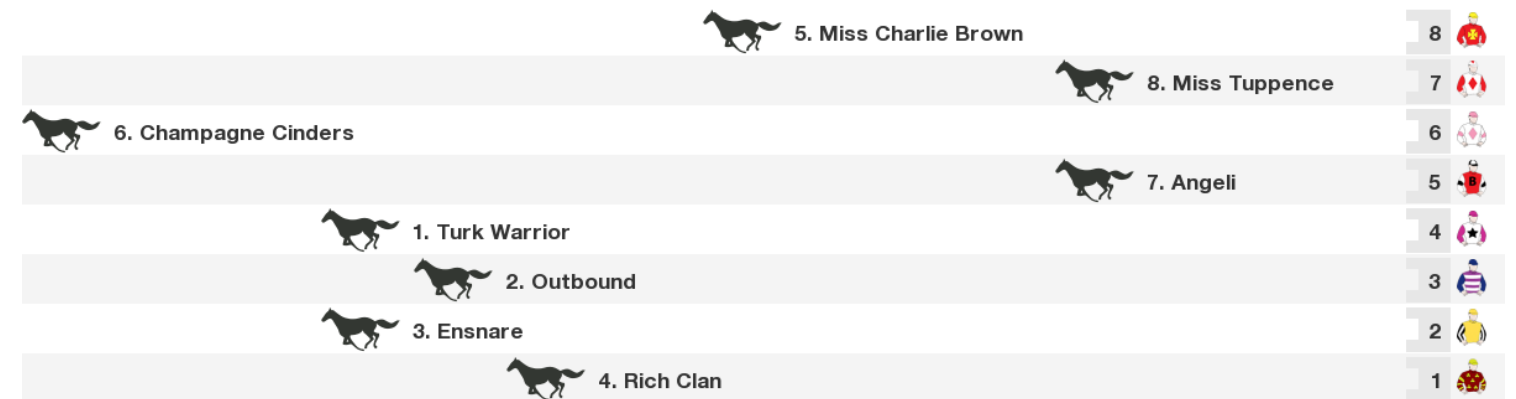 5. Miss Charlie Brown 8
8. Miss Tuppence 7
6. Champagne Cinders 6
7. Angeli 5 B
1. Turk Warrior 4
2. Outbound 3
3. Ensnare 2
4. Rich Clan 1